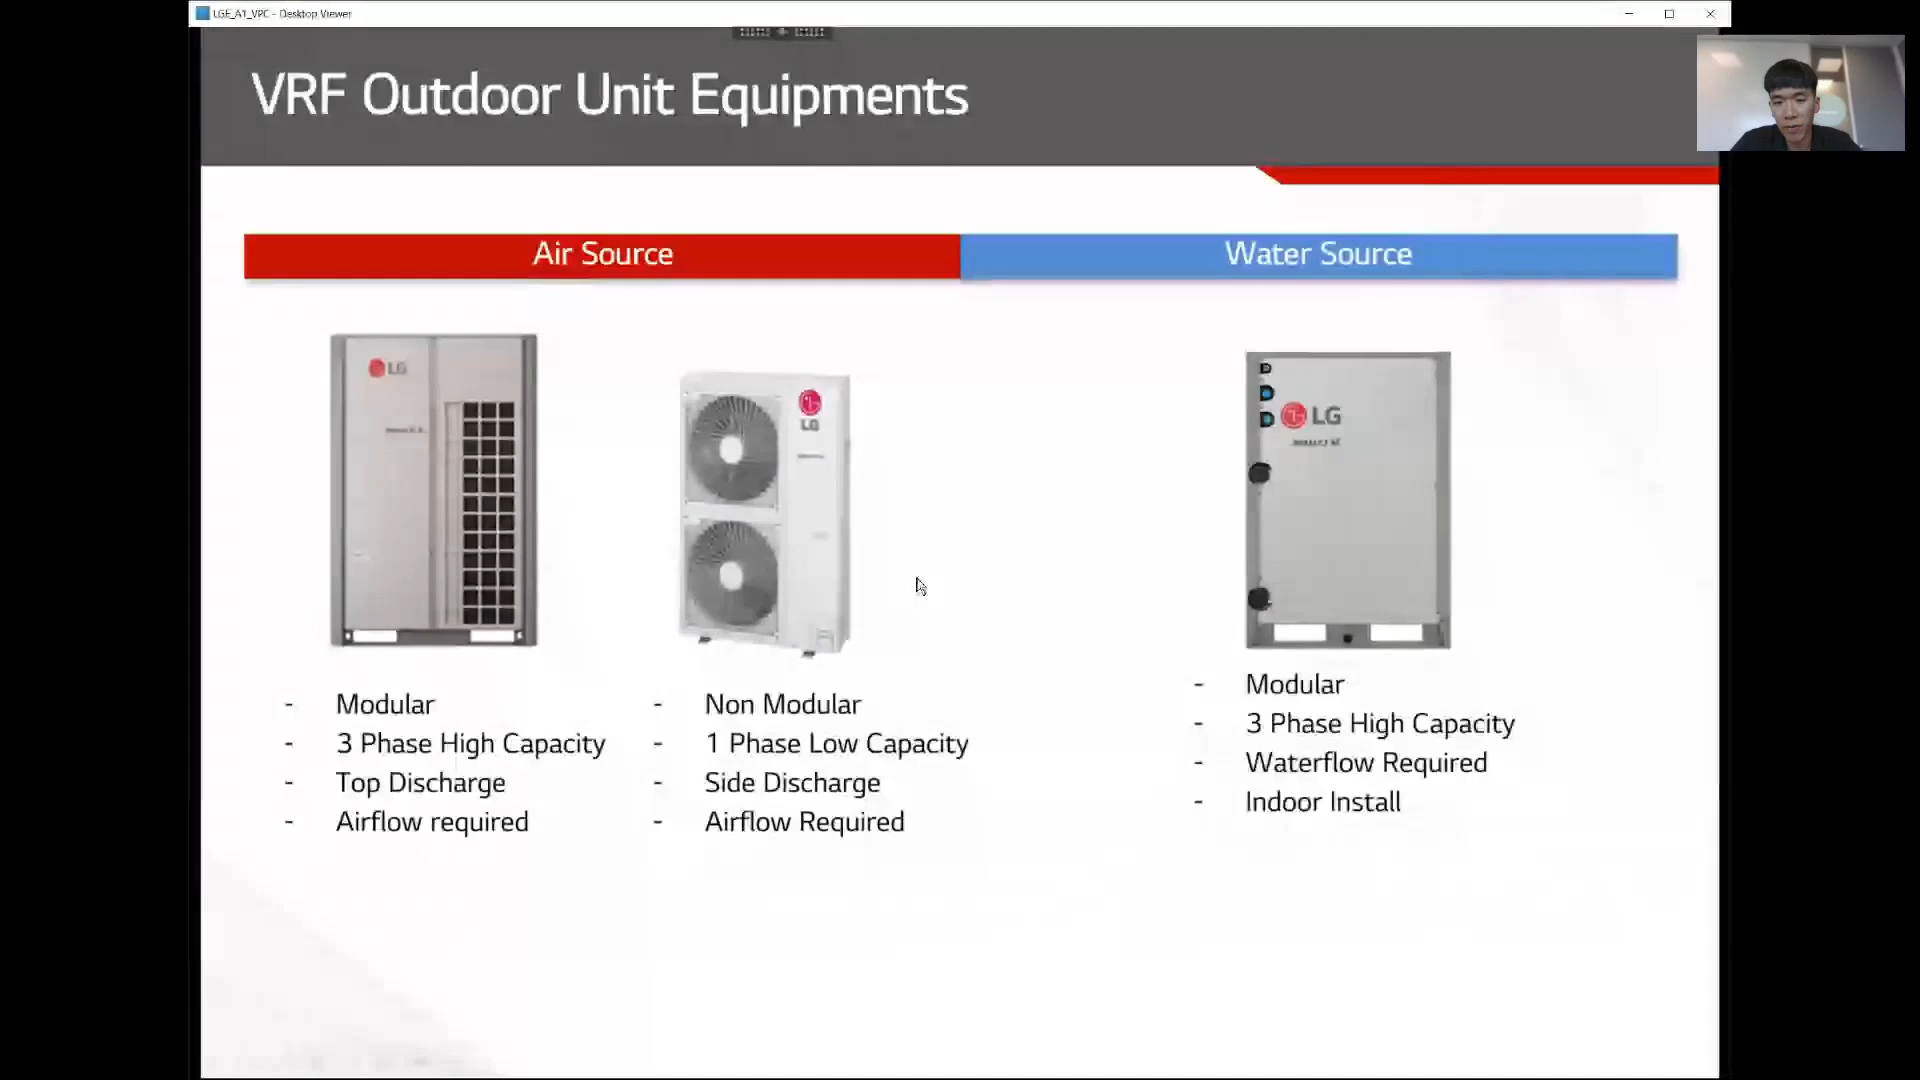 LGE_A1_VPC - Desktop Viewer
VRF Outdoor Unit Equipments
Air Source
Water Source
LG
LG
LG
- Modular
- 3 Phase High Capacity
- Top Discharge
- Airflow required
- Non Modular
- 1 Phase Low Capacity
- Side Discharge
- Airflow Required
- Modular
- 3 Phase High Capacity
- Waterflow Required
- Indoor Install